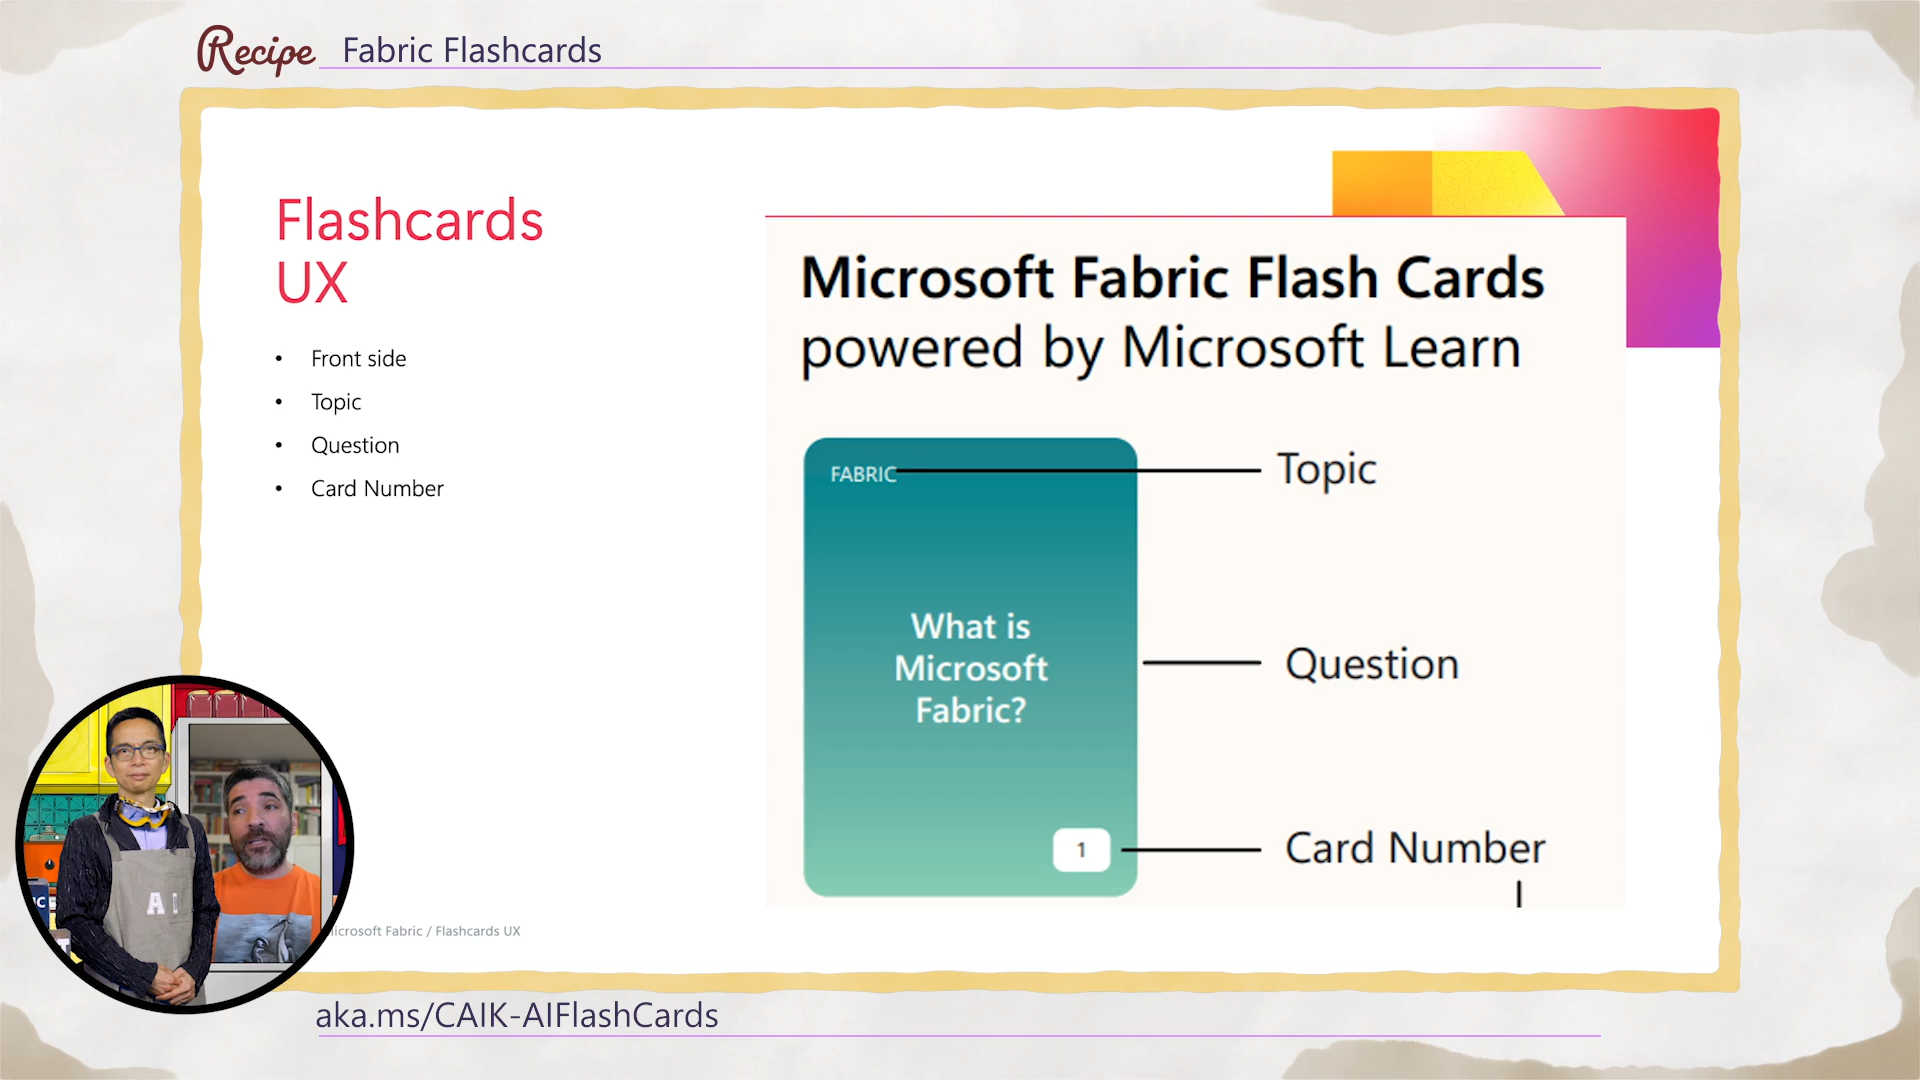 Recipe Fabric Flashcards
Flashcards
UX
• Front side
• Topic
• Question
• Card Number
Microsoft Fabric Flash Cards
powered by Microsoft Learn
FABRIC
Topic
What is
Microsoft
Fabric?
Question
1
Card Number
icrosoft Fabric / Flashcards UX
AI
aka.ms/CAIK-AIFlashCards